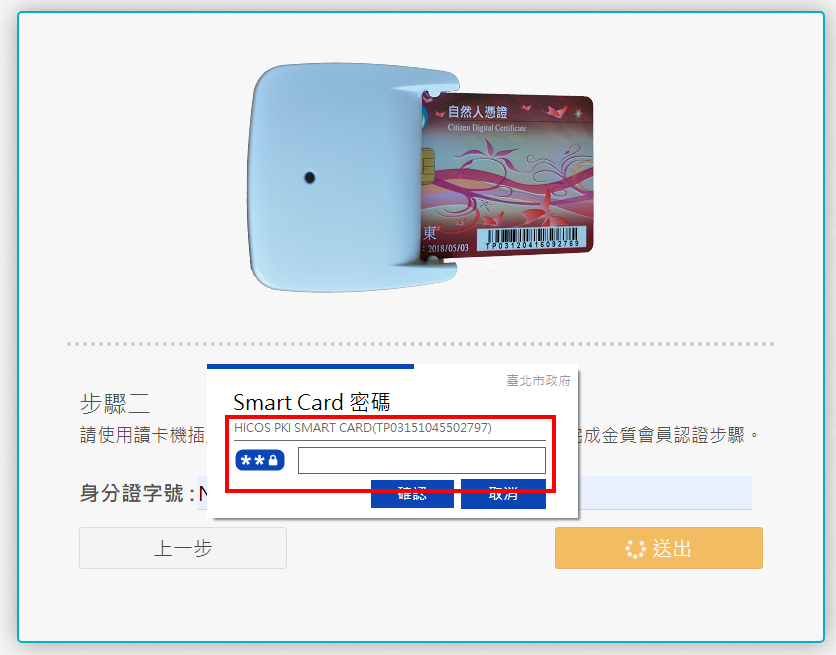 自然人憑證
Citizen Digital Certificate
東
: 2018/05/03
TP03120416092769
步驟二
臺北市政府
Smart Card 密碼
請使用讀卡機插
HICOS PKI SMART CARD(TP03151045502797)
成金質會員認證步驟。
**
身分證字號 : N
確認
取消
上一步
送出